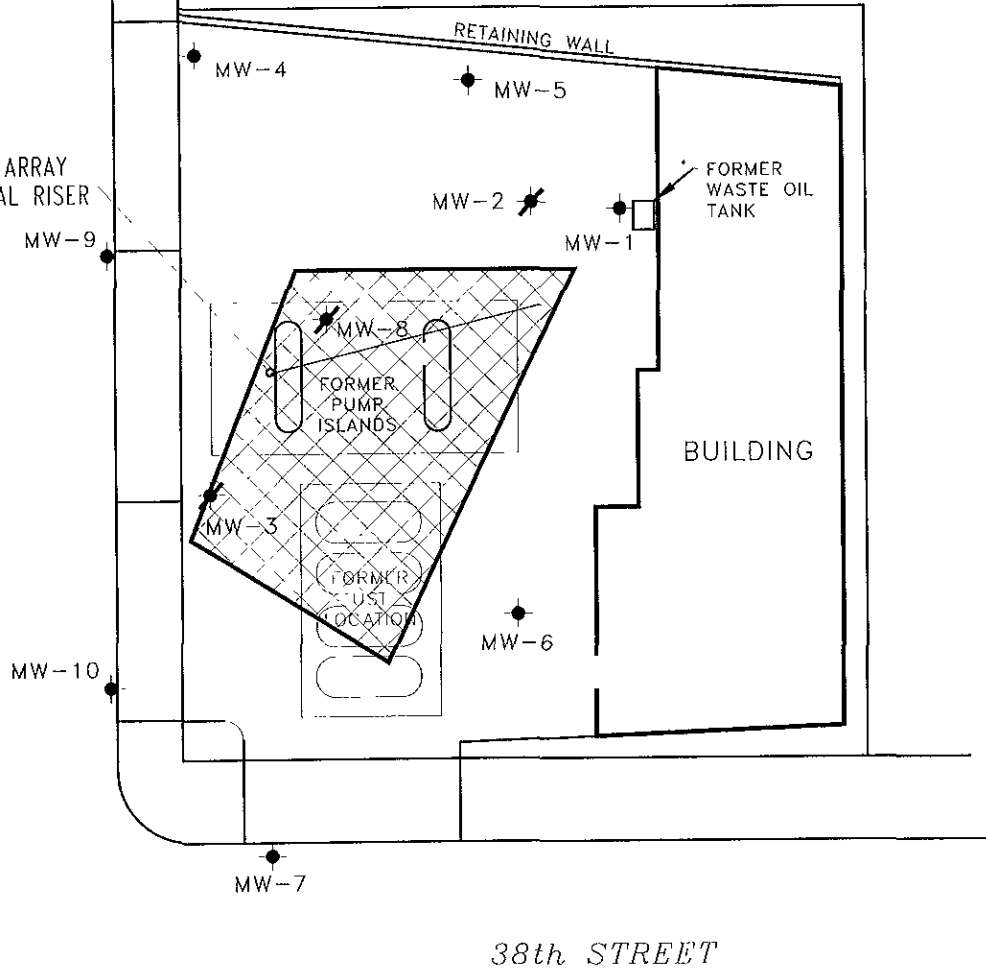 RETAINING WALL
MW-4
MW-5
ARRAY
AL RISER
FORMER
WASTE OIL
TANK
MW-2
MW-1
MW-9
MW-8
FORMER
PUMP
ISLANDS
BUILDING
MW-3
FORMER
UST
LOCATION
MW-6
MW-10
MW-7
38th STREET